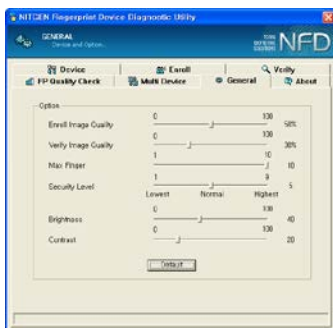 NITGEN Fingerprint Device Diagnostic Utility
GENERAL
Device and Option...
NFD
Device Enroll Verify
FP Quality Check Multi Device General About
Option
0 100
Enroll Image Quality 50%
0 100
Verify Image Quality 30%
1 10
Max Finger 10
1 9
Security Level 5
Lowest Normal Highest
0 100
Brightness 40
0 100
Contrast 20
Default